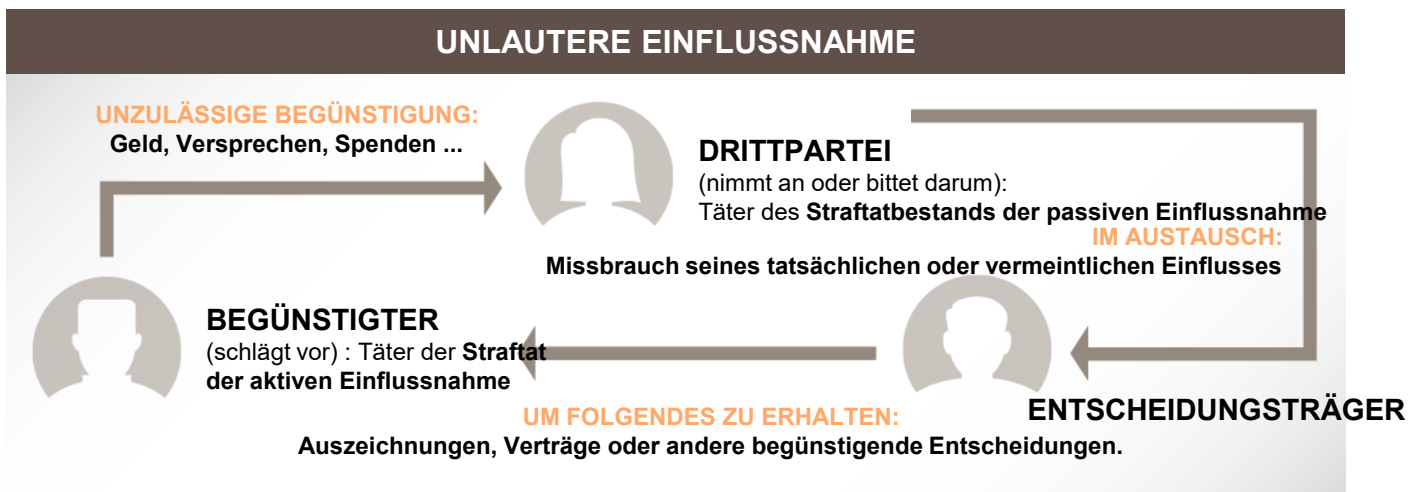 UNLAUTERE EINFLUSSNAHME
UNZULÄSSIGE BEGÜNSTIGUNG:
Geld, Versprechen, Spenden ...
DRITTPARTEI
(nimmt an oder bittet darum):
Täter des Straftatbestands der passiven Einflussnahme
IM AUSTAUSCH:
Missbrauch seines tatsächlichen oder vermeintlichen Einflusses
BEGÜNSTIGTER
(schlägt vor) : Täter der Straftat
der aktiven Einflussnahme
ENTSCHEIDUNGSTRÄGER
UM FOLGENDES ZU ERHALTEN:
Auszeichnungen, Verträge oder andere begünstigende Entscheidungen.